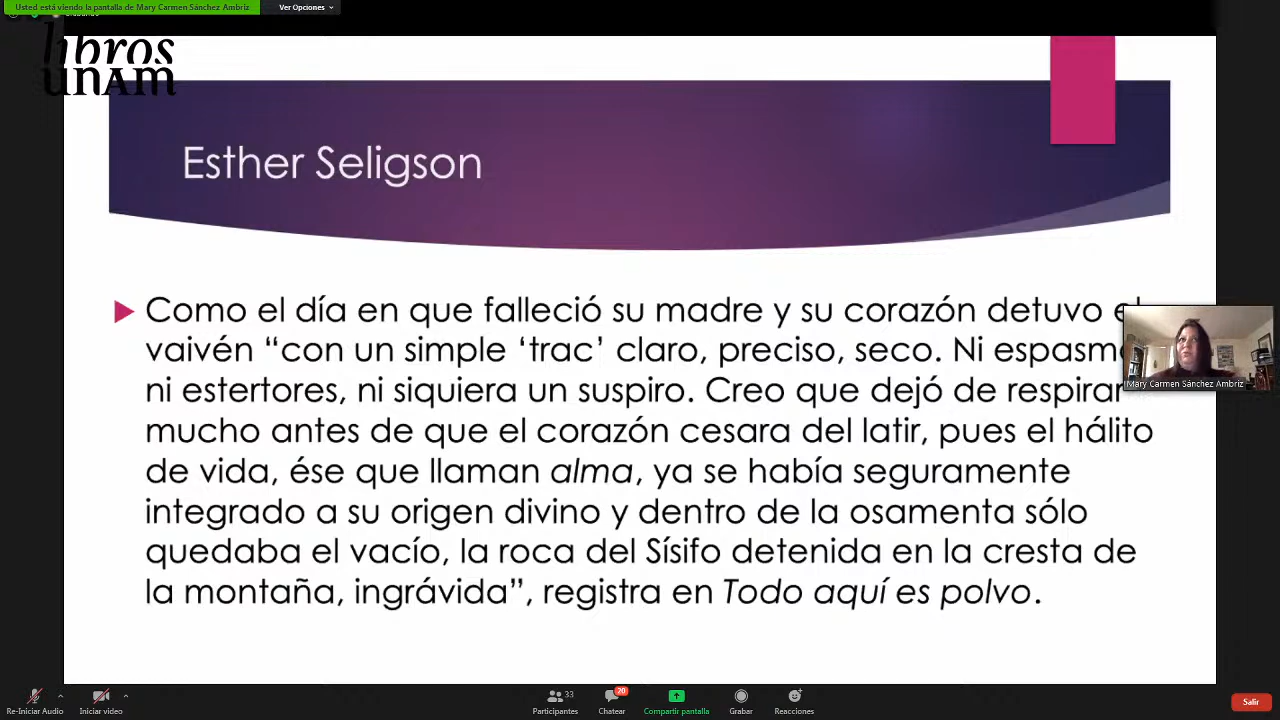 Usted está viendo la pantalla de Mary Carmen Sánchez Ambriz
Ver Opciones
libros
unam
Esther Seligson
Como el día en que falleció su madre y su corazón detuvo el
vaivén “con un simple ‘trac’ claro, preciso, seco. Ni espasmo
ni estertores, ni siquiera un suspiro. Creo que dejó de respirar
mucho antes de que el corazón cesara del latir, pues el hálito
de vida, ése que llaman alma, ya se había seguramente
integrado a su origen divino y dentro de la osamenta sólo
quedaba el vacío, la roca del Sísifo detenida en la cresta de
la montaña, ingrávida”, registra en Todo aquí es polvo.
Mary Carmen Sánchez Ambriz
Re-Iniciar Audio
Iniciar video
Participantes
33
Chatear
20
Compartir pantalla
Grabar
Reacciones
Salir